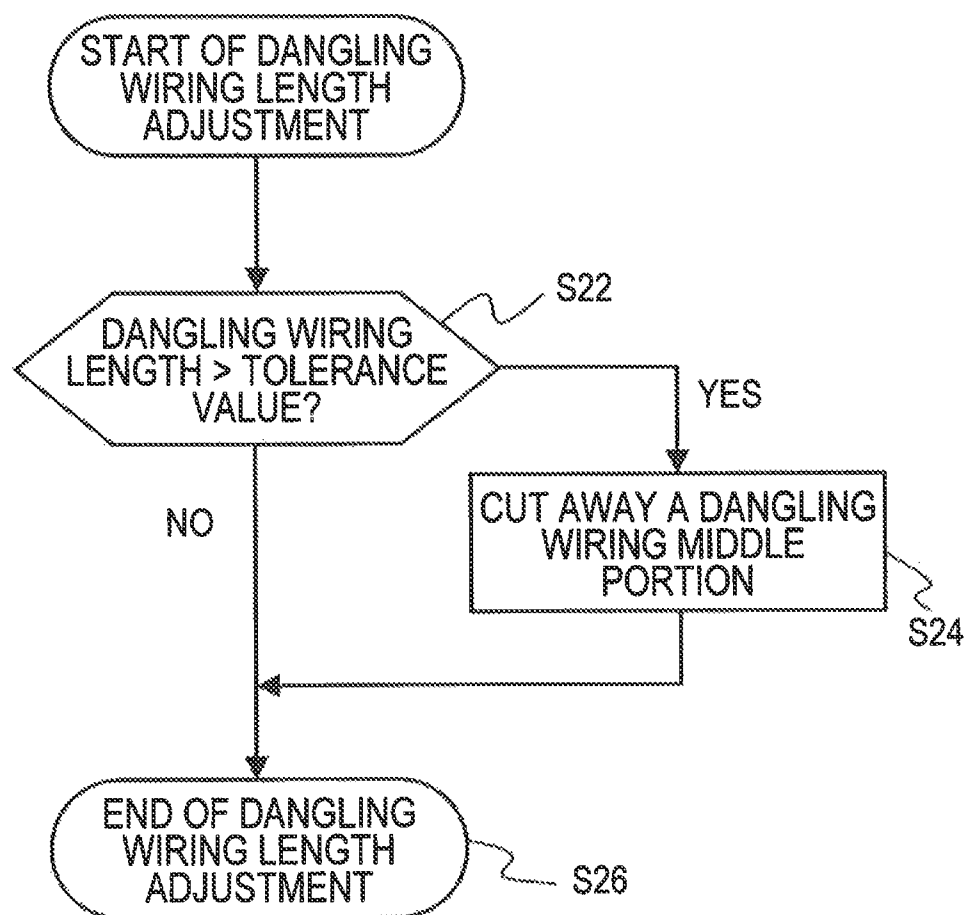 START OF DANGLING
WIRING LENGTH
ADJUSTMENT
S22
DANGLING WIRING
LENGTH > TOLERANCE
VALUE?
YES
NO
CUT AWAY A DANGLING
WIRING MIDDLE
PORTION
S24
END OF DANGLING
WIRING LENGTH
ADJUSTMENT
S26